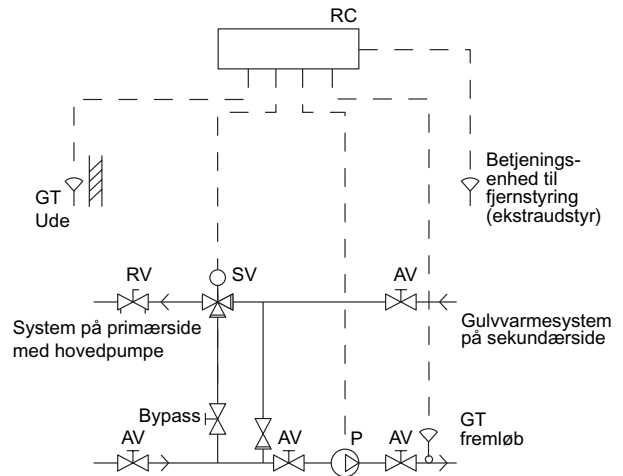 RC
GT
Ude
Betjenings-
enhed til
fjernstyring
(ekstraudstyr)
RV
SV
AV
System på primærside
med hovedpumpe
Gulvvarmesystem
på sekundærside
Bypass
AV
AV
P
AV
GT
fremløb